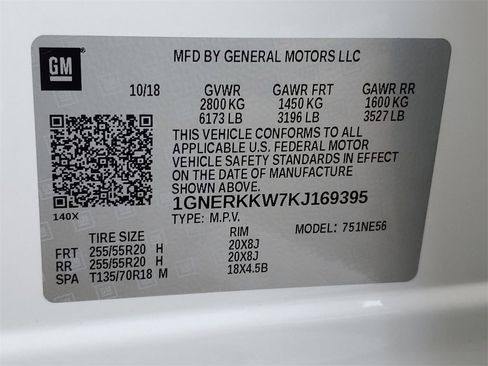 GM
MFD BY GENERAL MOTORS LLC
10/18 GVWR GAWR FRT GAWR RR
2800 KG 1450 KG 1600 KG
6173 LB 3196 LB 3527 LB
THIS VEHICLE CONFORMS TO ALL
APPLICABLE U.S. FEDERAL MOTOR
VEHICLE SAFETY STANDARDS IN EFFECT
ON THE DATE OF MANUFACTURE
SHOWN ABOVE.
140X 1GNERKKW7KJ169395
TYPE: M.P.V. MODEL: 751NE56
TIRE SIZE RIM
FRT 255/55R20 H 20X8J
RR 255/55R20 H 20X8J
SPA T135/70R18 M 18X4.5B